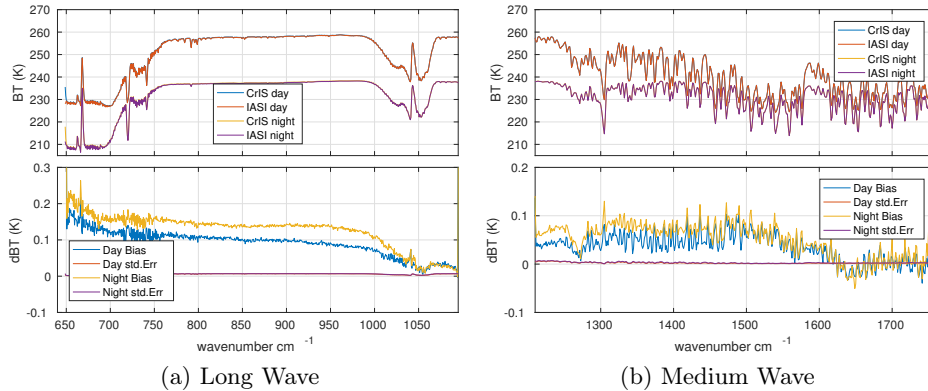 270
260
250
240
230
220
210
BT (K)
CrIS day
IASI day
CrIS night
IASI night
0.3
0.2
0.1
0
-0.1
dBT (K)
Day Bias
Day std.Err
Night Bias
Night std.Err
650 700 750 800 850 900 950 1000 1050
wavenumber cm -1
(a) Long Wave
270
260
250
240
230
220
210
BT (K)
CrIS day
IASI day
CrIS night
IASI night
0.2
0.1
0
-0.1
dBT (K)
Day Bias
Day std.Err
Night Bias
Night std.Err
1300 1400 1500 1600 1700
wavenumber cm -1
(b) Medium Wave